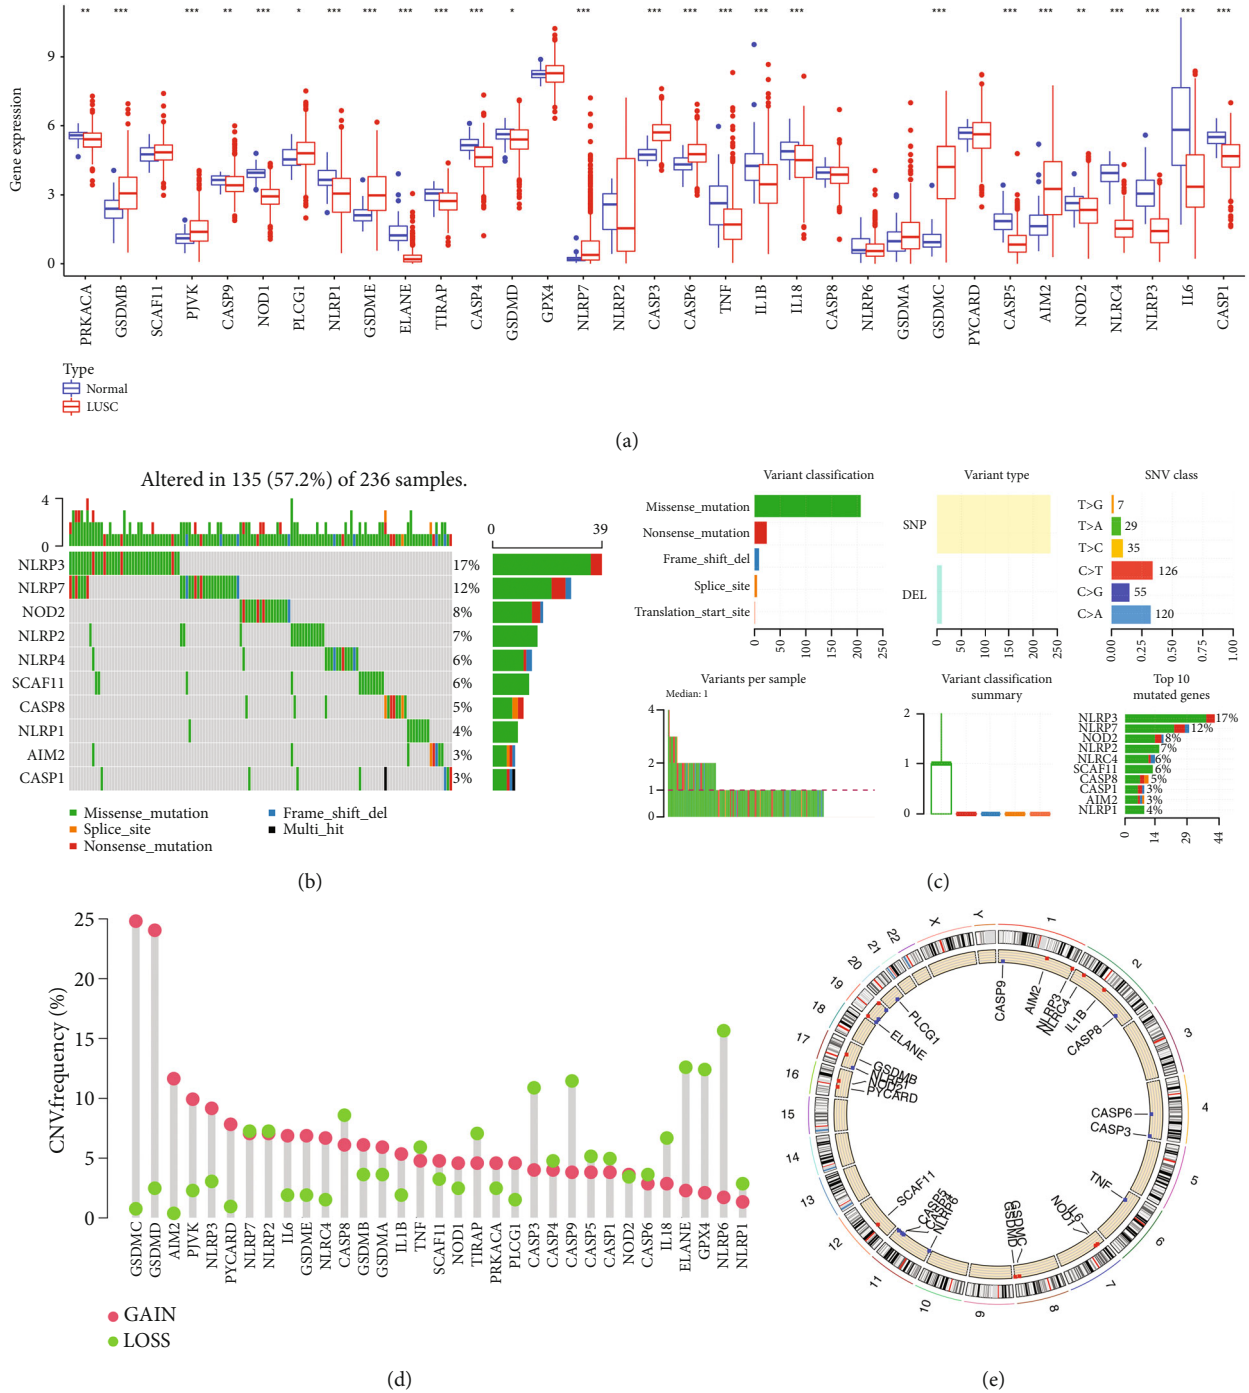 ** *** *** ** *** * *** *** *** *** *** * *** *** *** *** *** *** *** *** *** ** *** *** *** ***
Gene expression
9
6
3
0
PRKACA GSDMB SCAF11 PJVK CASP9 NOD1 PLCG1 NLRP1 GSDME ELANE TIRAP CASP4 GSDMD GPX4 NLRP7 NLRP2 CASP3 CASP6 TNF IL1B IL18 CASP8 NLRP6 GSDMA GSDMC PYCARD CASP5 AIM2 NOD2 NLRC4 NLRP3 IL6 CASP1
Type
Normal
LUSC
(a)
Altered in 135 (57.2%) of 236 samples.
4
2
0
0 39
NLRP3 17%
NLRP7 12%
NOD2 8%
NLRP2 7%
NLRP4 6%
SCAF11 6%
CASP8 5%
NLRP1 4%
AIM2 3%
CASP1 3%
Missense_mutation
Splice_site
Nonsense_mutation
Frame_shift_del
Multi_hit
(b)
Variant classification
Missense_mutation
Nonsense_mutation
Frame_shift_del
Splice_site
Translation_start_site
0 50 100 150 200 250
Variant type
SNP
DEL
0 50 100 150 200 250
SNV class
T>G 7
T>A 29
T>C 35
C>T 126
C>G 55
C>A 120
0.00 0.25 0.50 0.75 1.00
Variants per sample
Median: 1
4
3
2
1
0
Variant classification
summary
2
1
0
Top 10
mutated genes
NLRP3 17%
NLRP7 12%
NOD2 8%
NLRP2 7%
NLRC4 6%
SCAF11 6%
CASP8 5%
CASP1 3%
AIM2 3%
NLRP1 4%
0 14 29 44
(c)
CNV.frequency (%)
25
20
15
10
5
0
GSDMC GSDMD AIM2 PJVK NLRP3 PYCARD NLRP7 NLRP2 IL6 GSDME NLRC4 CASP8 GSDMB GSDMA IL1B TNF SCAF11 NOD1 TIRAP PRKACA PLCG1 CASP3 CASP4 CASP9 CASP5 CASP1 NOD2 CASP6 IL18 ELANE GPX4 NLRP6 NLRP1
GAIN
LOSS
(d)
1 2 3 4 5 6 7 8 9 10 11 12 13 14 15 16 17 18 19 20 21 22 X Y
CASP9
AIM2
NLRP3
NLRC4
IL1B
CASP8
CASP6
CASP3
TNF
IL6
NOD1
GSDMC
GSDMD
NLRP6
CASP5
SCAF11
PYCARD
NOD2
NLRP1
GSDMB
ELANE
PLCG1
(e)